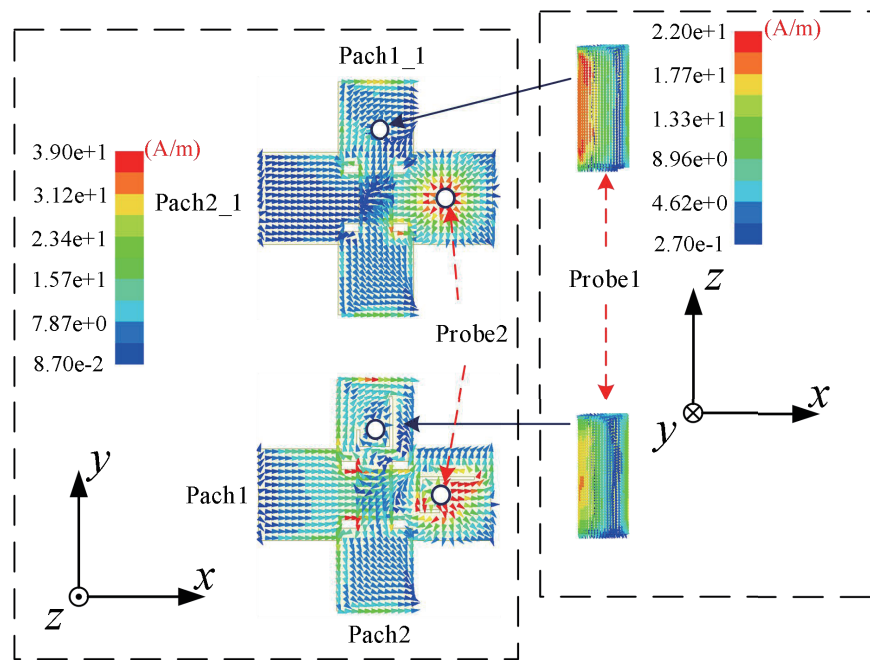 Pach1_1
(A/m)
3.90e+1
3.12e+1
2.34e+1
1.57e+1
7.87e+0
8.70e-2
Pach2_1
Probe2
Pach1
Pach2
y
x
z
2.20e+1
1.77e+1
1.33e+1
8.96e+0
4.62e+0
2.70e-1
(A/m)
Probe1
z
x
y